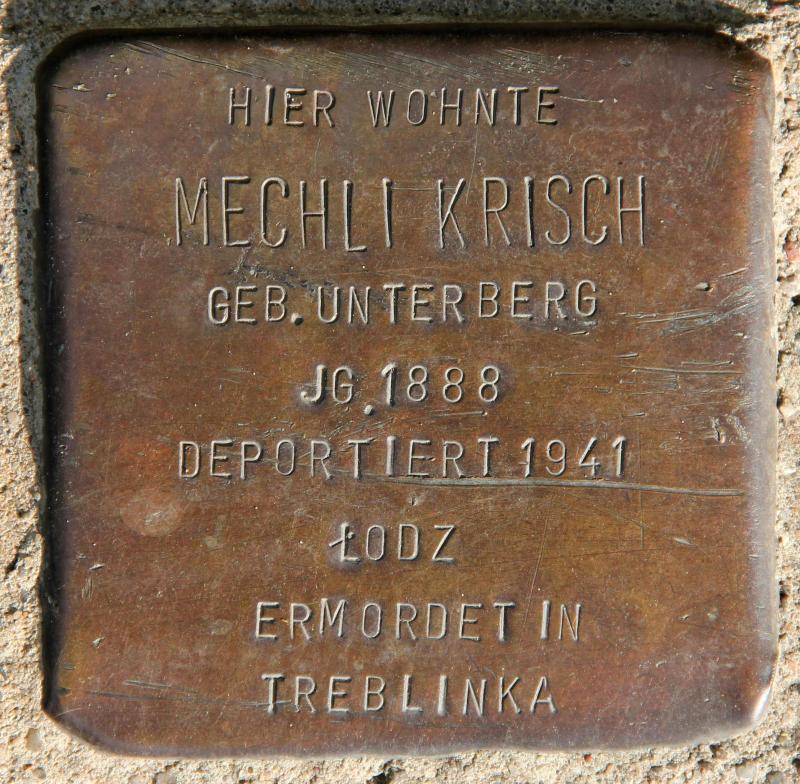 HIER WOHNTE
MECHLI KRISCH
GEB. UNTERBERG
JG. 1888
DEPORTIERT 1941
ŁODZ
ERMORDET IN
TREBLINKA